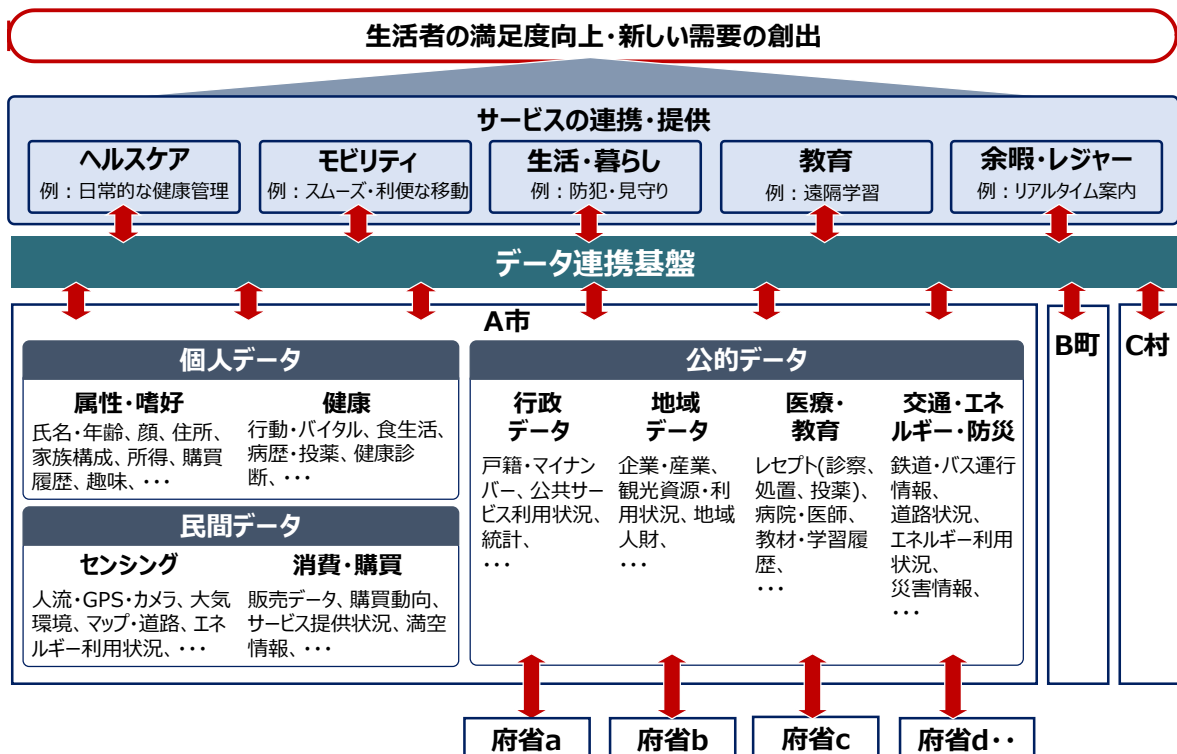 生活者の満足度向上・新しい需要の創出
サービスの連携・提供
ヘルスケア
例：日常的な健康管理
モビリティ
例：スムーズ・利便な移動
生活・暮らし
例：防犯・見守り
教育
例：遠隔学習
余暇・レジャー
例：リアルタイム案内
データ連携基盤
A市
個人データ
属性・嗜好
氏名・年齢、顔、住所、
家族構成、所得、購買
履歴、趣味、・・・
健康
行動・バイタル、食生活、
病歴・投薬、健康診
断、・・・
民間データ
センシング
人流・GPS・カメラ、大気
環境、マップ・道路、エネ
ルギー利用状況、・・・
消費・購買
販売データ、購買動向、
サービス提供状況、満空
情報、・・・
公的データ
行政
データ
戸籍・マイナン
バー、公共サー
ビス利用状況、
統計、
・・・
地域
データ
企業・産業、
観光資源・利
用状況、地域
人財、
・・・
医療・
教育
レセプト(診察、
処置、投薬)、
病院・医師、
教材・学習履
歴、
・・・
交通・エネ
ルギー・防災
鉄道・バス運行
情報、
道路状況、
エネルギー利用
状況、
災害情報、
・・・
B町
C村
府省a
府省b
府省c
府省d・・